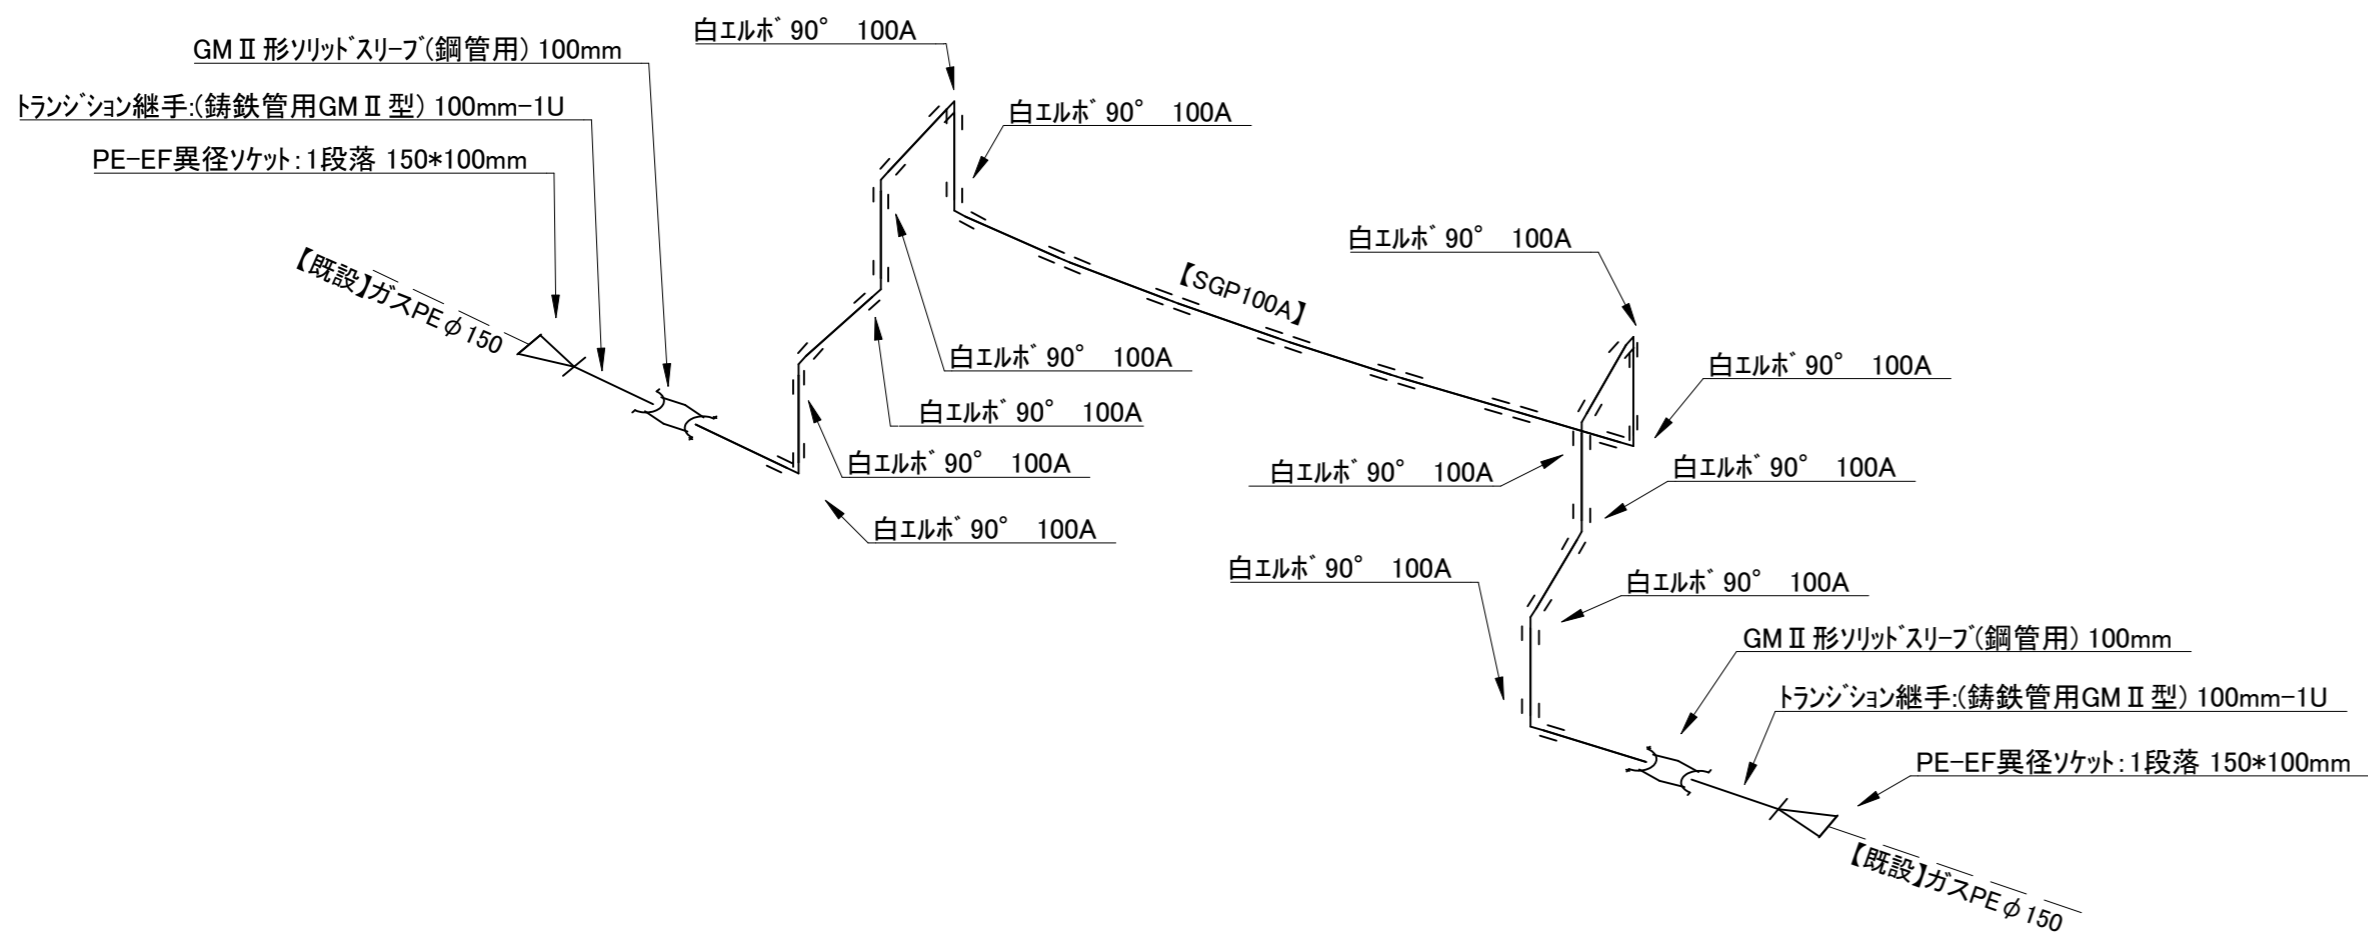 白エルボ 90°　100A
GMⅡ形ソリッドスリーブ(鋼管用) 100mm
トランジション継手:(鋳鉄管用GMⅡ型) 100mm-1U
白エルボ 90°　100A
PE-EF異径ソケット：1段落 150*100mm
白エルボ 90°　100A
【既設】ガスPEφ150
【SGP100A】
白エルボ 90°　100A
白エルボ 90°　100A
白エルボ 90°　100A
白エルボ 90°　100A
白エルボ 90°　100A
白エルボ 90°　100A
白エルボ 90°　100A
白エルボ 90°　100A
白エルボ 90°　100A
白エルボ 90°　100A
GMⅡ形ソリッドスリーブ(鋼管用) 100mm
トランジション継手:(鋳鉄管用GMⅡ型) 100mm-1U
PE-EF異径ソケット：1段落 150*100mm
【既設】ガスPEφ150